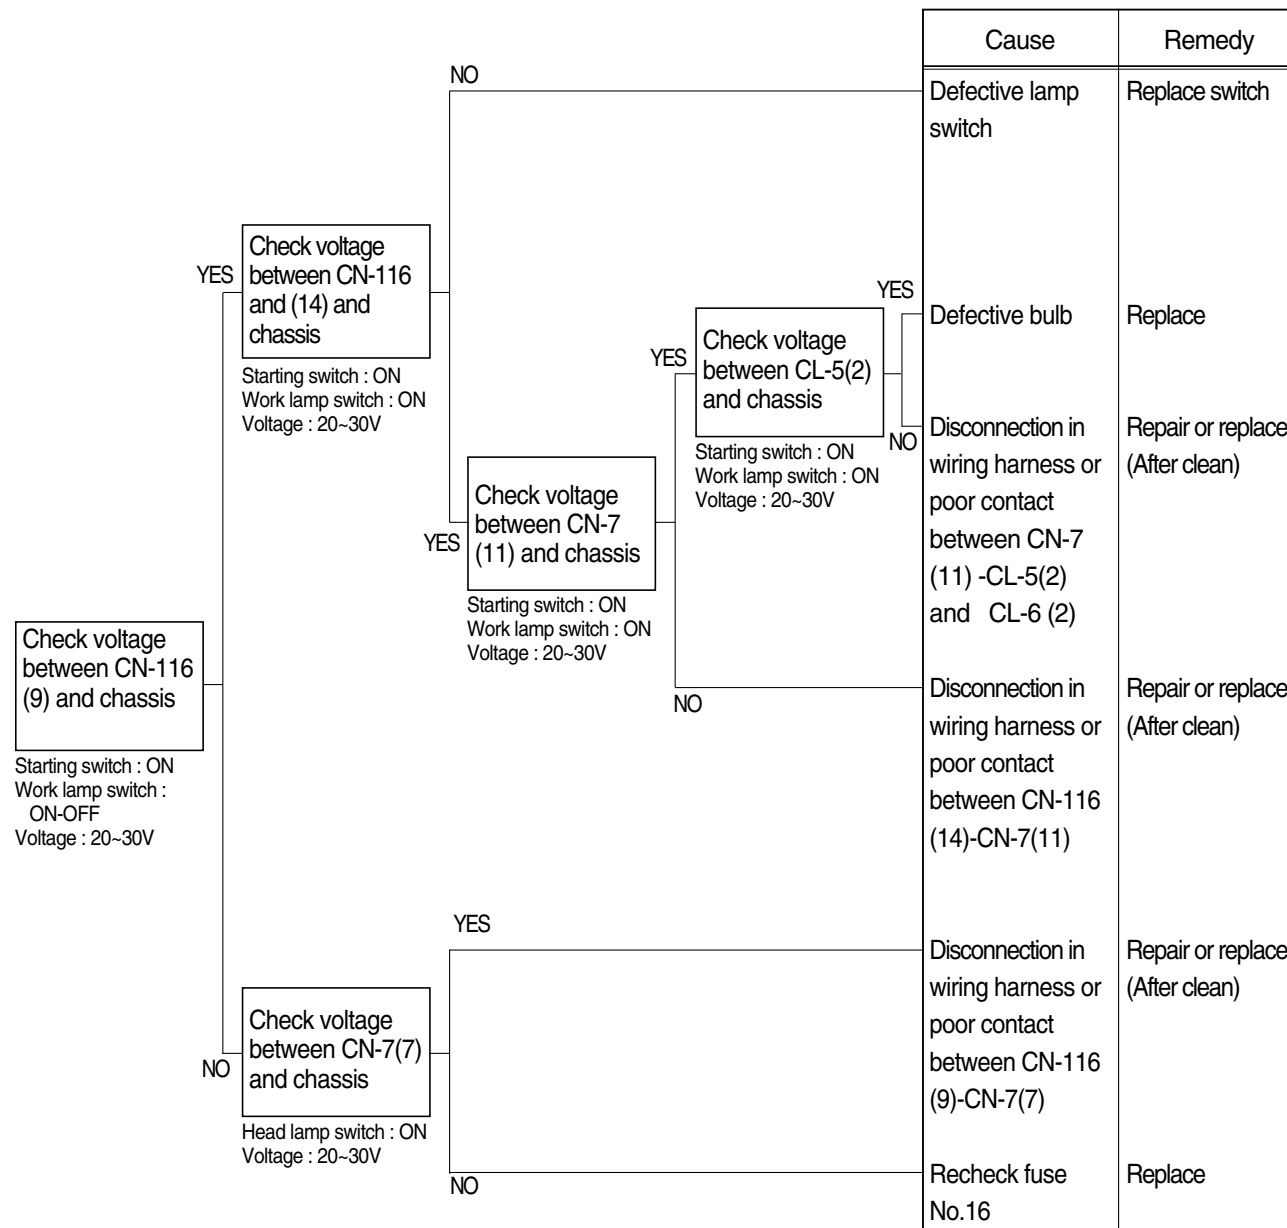 Cause
Remedy
NO
Defective lamp
switch
Replace switch
YES
Check voltage
between CN-116
and (14) and
chassis
Starting switch : ON
Work lamp switch : ON
Voltage : 20~30V
YES
Check voltage
between CL-5(2)
and chassis
Starting switch : ON
Work lamp switch : ON
Voltage : 20~30V
YES
Defective bulb
Replace
NO
Disconnection in
wiring harness or
poor contact
between CN-7
(11) -CL-5(2)
and CL-6 (2)
Repair or replace
(After clean)
YES
Check voltage
between CN-7
(11) and chassis
Starting switch : ON
Work lamp switch : ON
Voltage : 20~30V
NO
Disconnection in
wiring harness or
poor contact
between CN-116
(14)-CN-7(11)
Repair or replace
(After clean)
Check voltage
between CN-116
(9) and chassis
Starting switch : ON
Work lamp switch :
ON-OFF
Voltage : 20~30V
YES
Disconnection in
wiring harness or
poor contact
between CN-116
(9)-CN-7(7)
Repair or replace
(After clean)
NO
Check voltage
between CN-7(7)
and chassis
Head lamp switch : ON
Voltage : 20~30V
NO
Recheck fuse
No.16
Replace